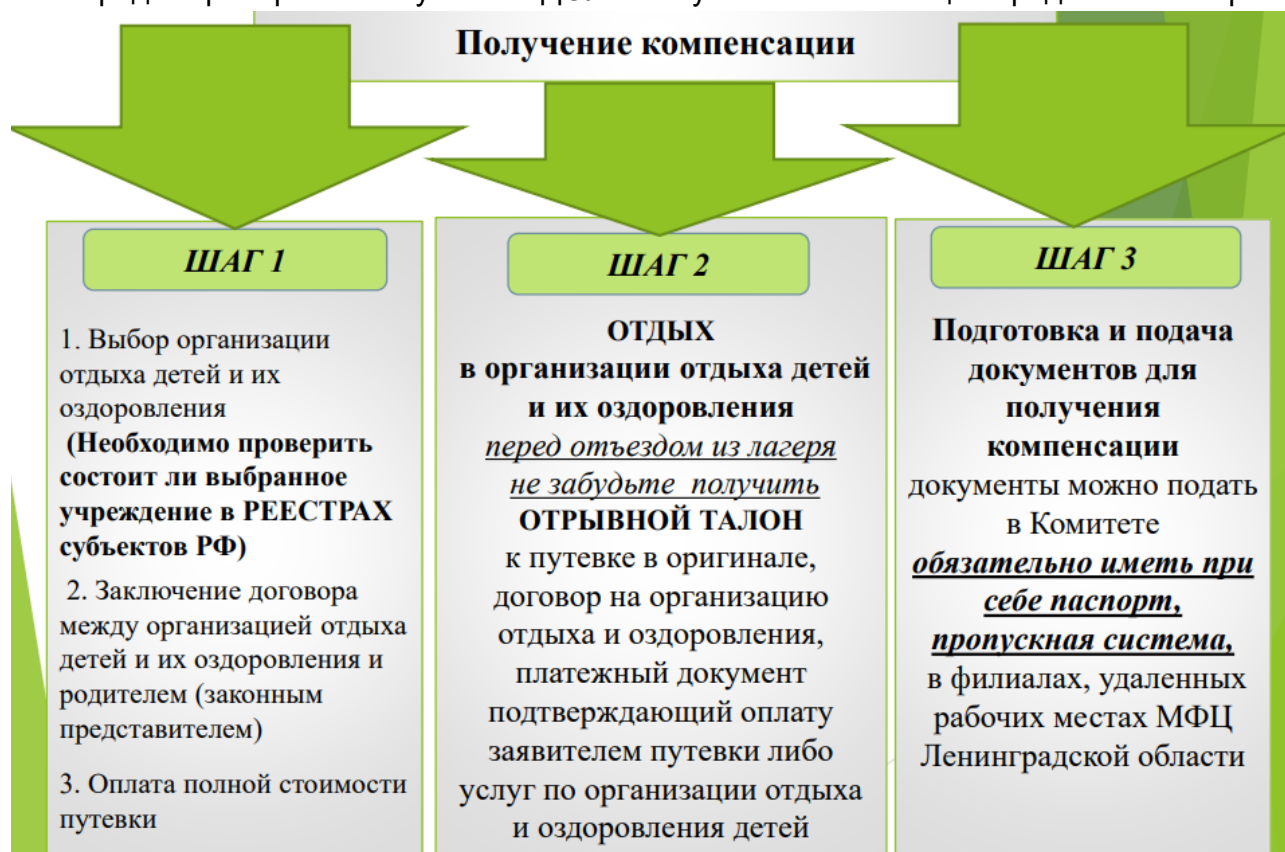 Получение компенсации
ШАГ 1
1. Выбор организации
отдыха детей и их
оздоровления
(Необходимо проверить
состоит ли выбранное
учреждение в РЕЕСТРАХ
субъектов РФ)
2. Заключение договора
между организацией отдыха
детей и их оздоровления и
родителем (законным
представителем)
3. Оплата полной стоимости
путевки
ШАГ 2
ОТДЫХ
в организации отдыха детей
и их оздоровления
перед отъездом из лагеря
не забудьте получить
ОТРЫВНОЙ ТАЛОН
к путевке в оригинале,
договор на организацию
отдыха и оздоровления,
платежный документ
подтверждающий оплату
заявителем путевки либо
услуг по организации отдыха
и оздоровления детей
ШАГ 3
Подготовка и подача
документов для
получения
компенсации
документы можно подать
в Комитете
обязательно иметь при
себе паспорт,
пропускная система,
в филиалах, удаленных
рабочих местах МФЦ
Ленинградской области